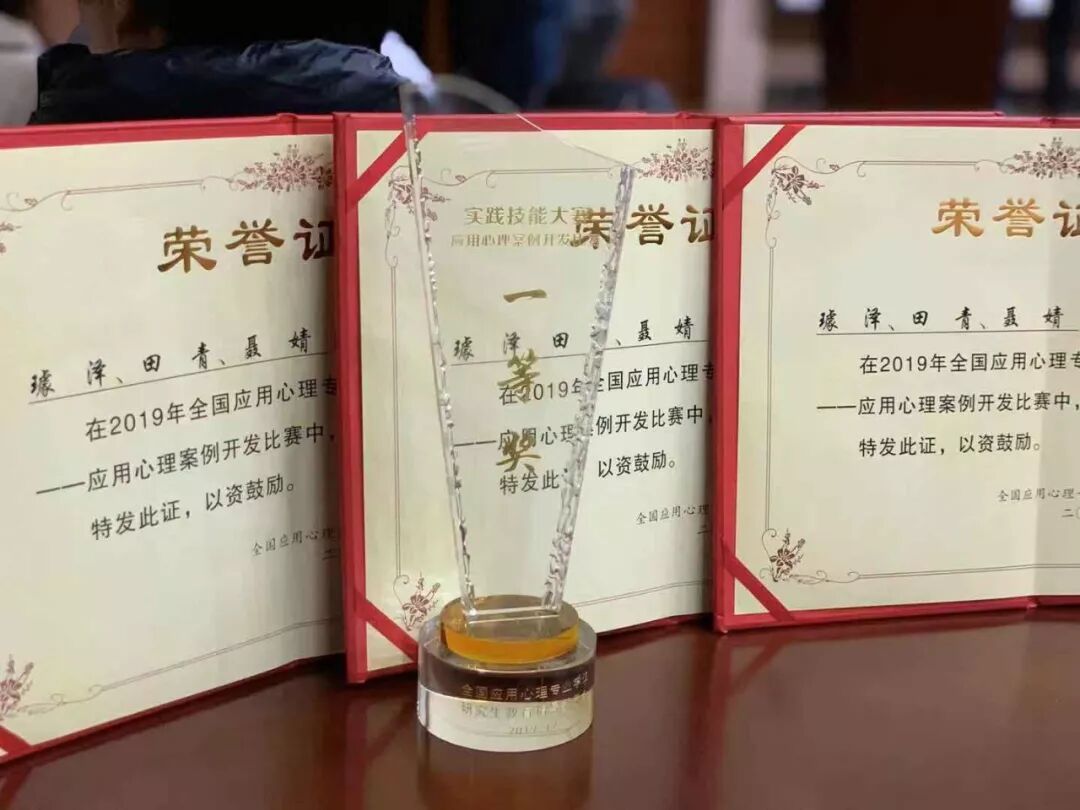 荣誉证
璩 泽、田 青、聂 婧
在2019年全国应用心理专
——应用心理案例开发比赛中,
特发此证，以资鼓励。
全国应用心理
实践技能大赛
应用心理案例开发比赛
一等奖
荣誉证
璩 泽、田 聂 婧
在2019年全国应用心理专
——应用心理案例开发比赛中,
特发此证，以资鼓励。
全国应用心理
全国应用心理专业学位
研究生教育
荣誉证
璩 泽、田 青、聂 婧
在2019年全国应用心理专
——应用心理案例开发比赛中,
特发此证，以资鼓励。
全国应用心理